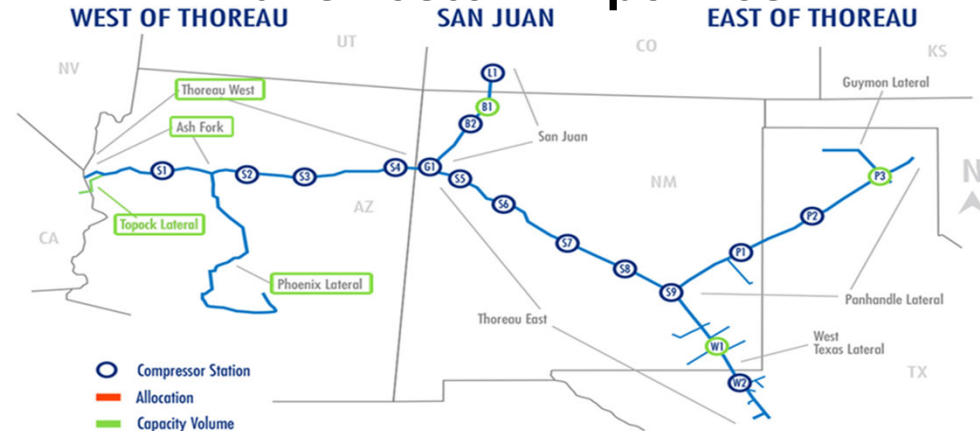 WEST OF THOREAU
SAN JUAN
EAST OF THOREAU
UT
CO
KS
NV
Thoreau West
L1
Guymon Lateral
B1
Ash Fork
B2
San Juan
S1
S2
S3
S4
G1
S5
P3
NM
N
AZ
S6
P2
Topock Lateral
CA
S7
P1
S8
Phoenix Lateral
S9
Panhandle Lateral
Thoreau East
W1
West
Texas Lateral
Compressor Station
W2
TX
Allocation
Capacity Volume